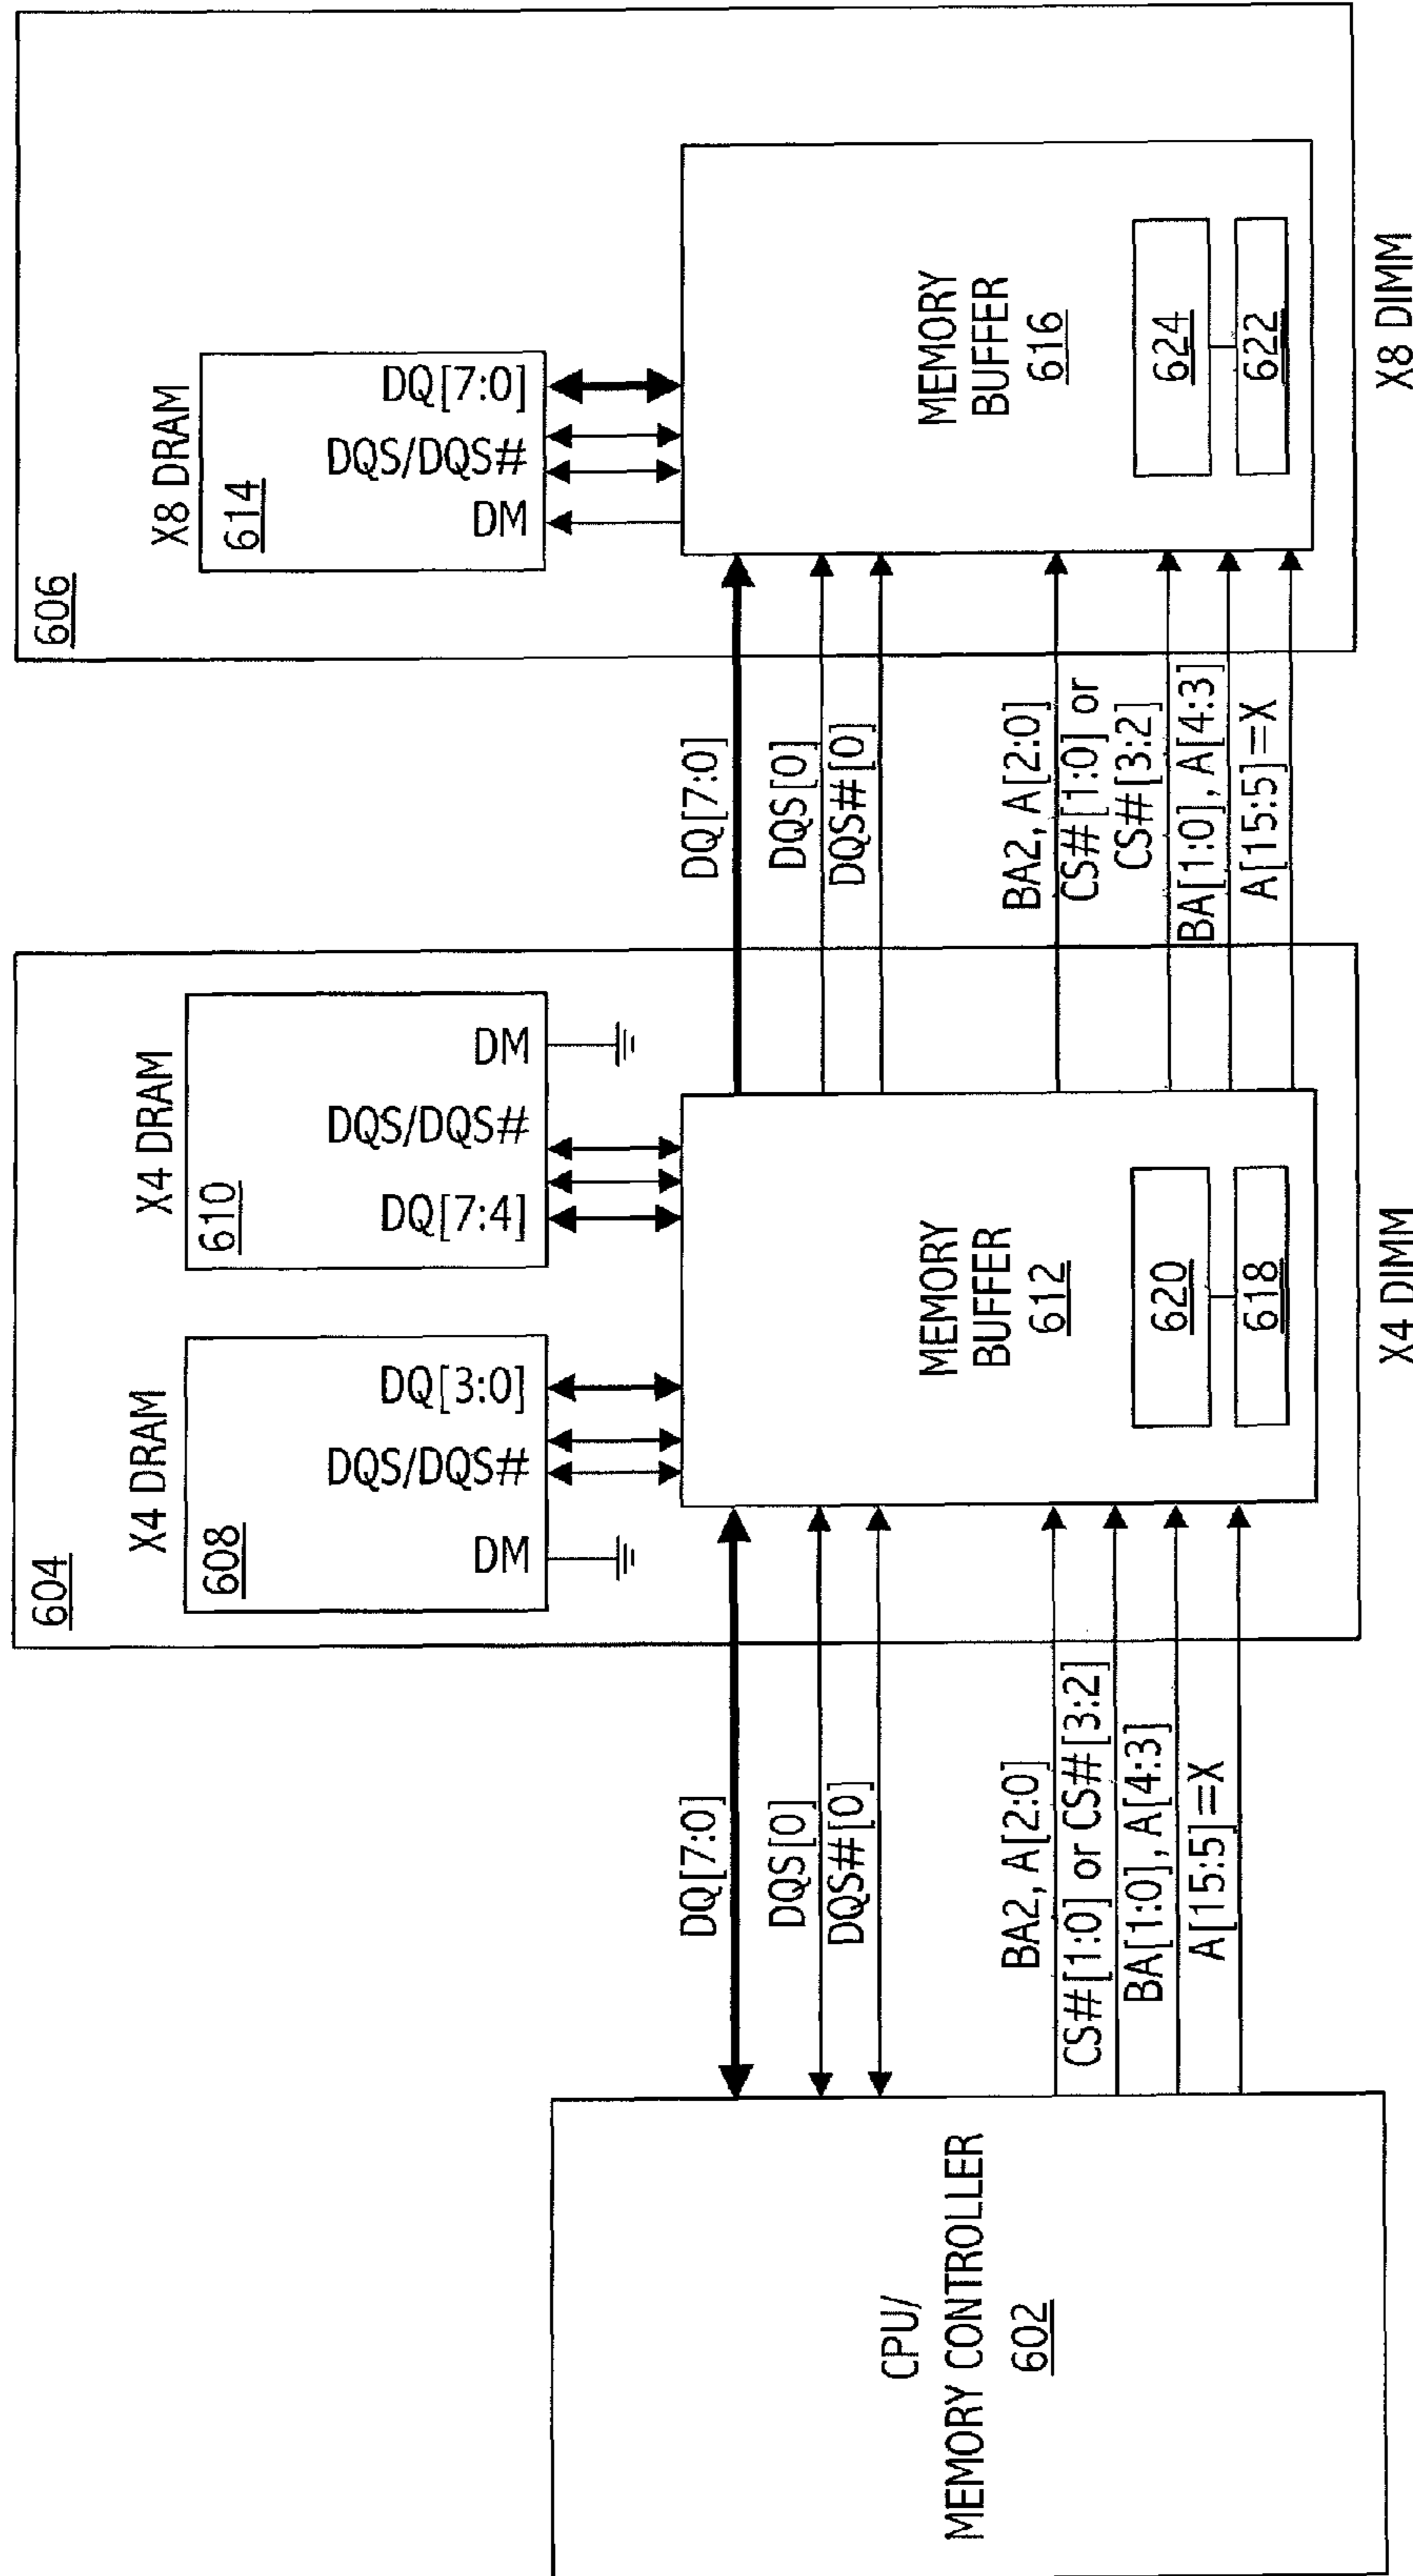 CPU/
MEMORY CONTROLLER
602
DQ[7:0]
DQS[0]
DQS#[0]
BA2, A[2:0]
CS#[1:0] or CS#[3:2]
BA[1:0], A[4:3]
A[15:5]=X
604
X4 DRAM
608
DQ[3:0]
DQS/DQS#
DM
X4 DRAM
610
DM
DQS/DQS#
DQ[7:4]
MEMORY
BUFFER
612
620
618
X4 DIMM
DQ[7:0]
DQS[0]
DQS#[0]
BA2, A[2:0]
CS#[1:0] or
CS#[3:2]
BA[1:0], A[4:3]
A[15:5]=X
606
X8 DRAM
614
DQ[7:0]
DQS/DQS#
DM
MEMORY
BUFFER
616
624
622
X8 DIMM